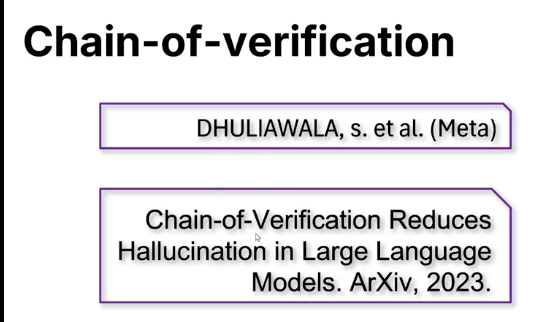 Chain-of-verification
DHULIAWALA, s. et al. (Meta)
Chain-of-Verification Reduces
Hallucination in Large Language
Models. ArXiv, 2023.